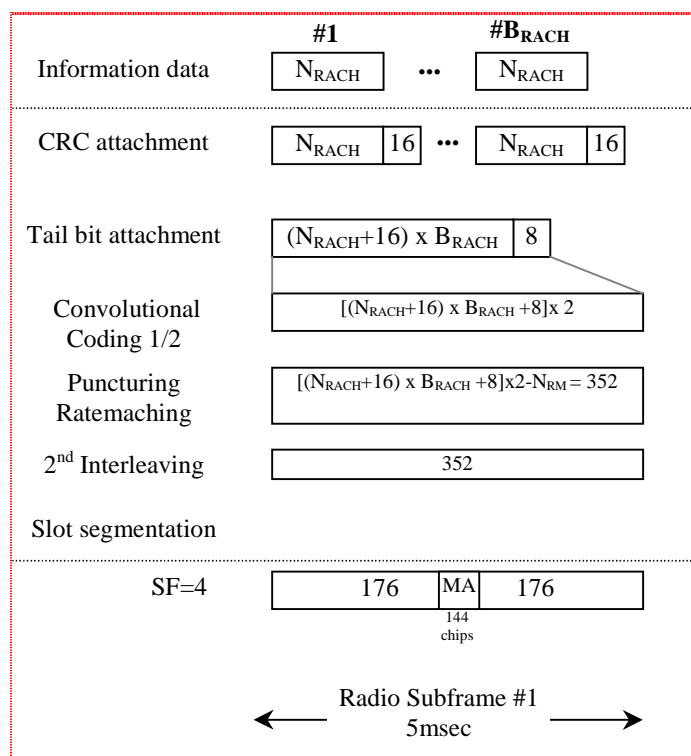 #1 #B_RACH
Information data N_RACH ••• N_RACH
CRC attachment N_RACH 16 ••• N_RACH 16
Tail bit attachment (N_RACH+16) x B_RACH 8
Convolutional
Coding 1/2
[(N_RACH+16) x B_RACH +8]x 2
Puncturing
Ratemaching
[(N_RACH+16) x B_RACH +8]x2-N_RM = 352
2nd Interleaving 352
Slot segmentation
SF=4 176 MA 176
144
chips
Radio Subframe #1
5msec